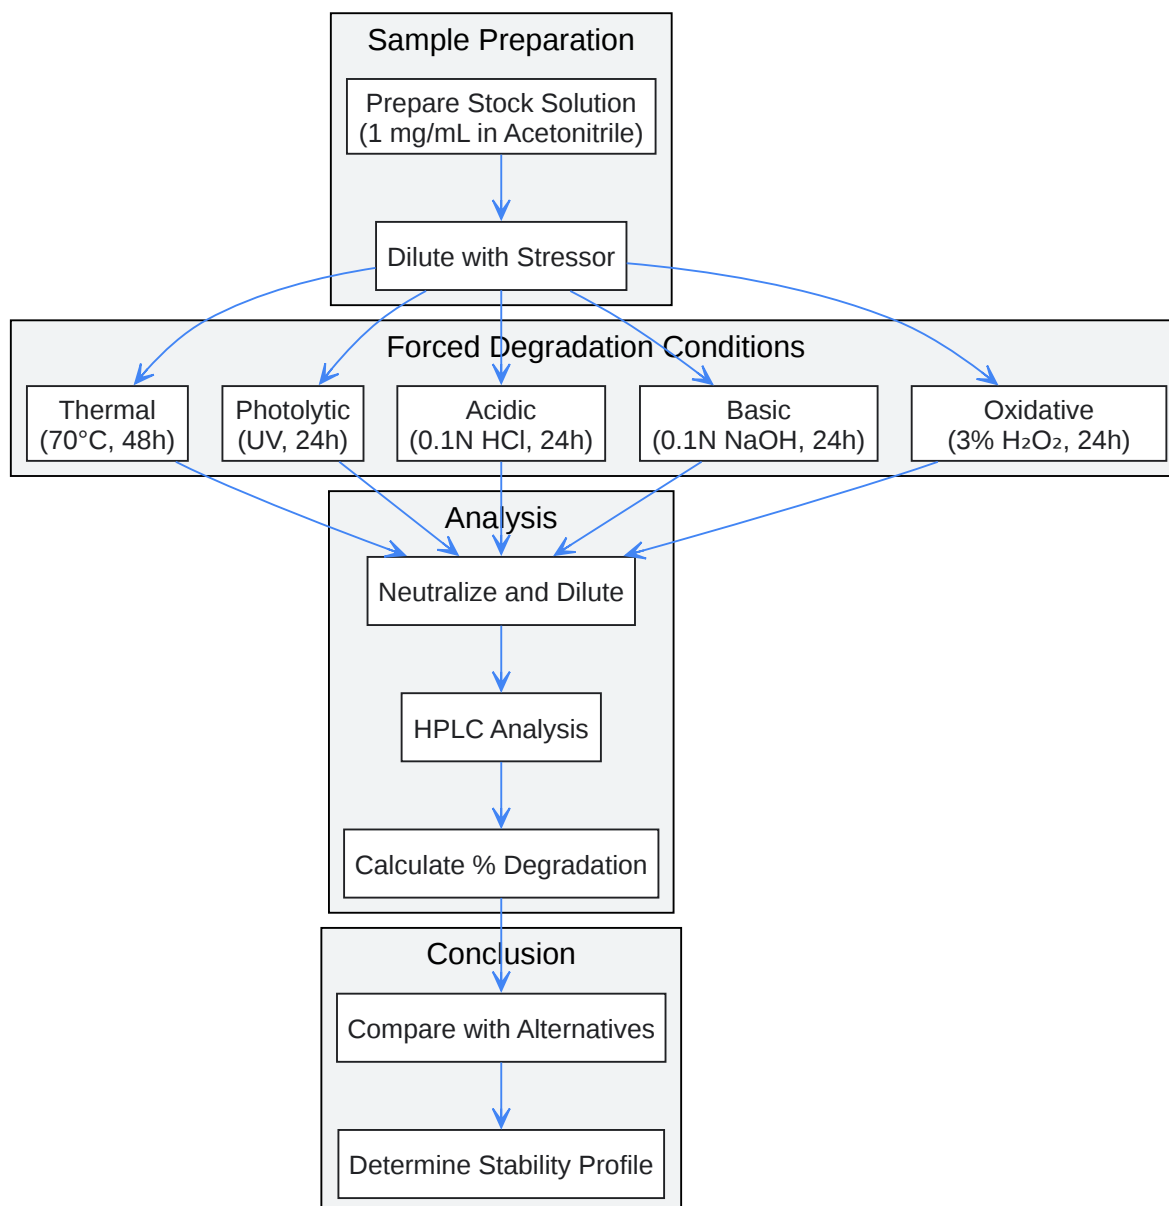 Sample Preparation
Prepare Stock Solution
(1 mg/mL in Acetonitrile)
Dilute with Stressor
Forced Degradation Conditions
Thermal
(70°C, 48h)
Photolytic
(UV, 24h)
Acidic
(0.1N HCl, 24h)
Basic
(0.1N NaOH, 24h)
Oxidative
(3% H₂O₂, 24h)
Analysis
Neutralize and Dilute
HPLC Analysis
Calculate % Degradation
Conclusion
Compare with Alternatives
Determine Stability Profile